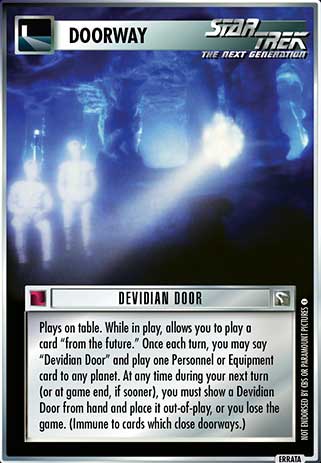 DOORWAY
STAR TREK
THE NEXT GENERATION
DEVIDIAN DOOR
Plays on table. While in play, allows you to play a
card “from the future.” Once each turn, you may say
“Devidian Door” and play one Personnel or Equipment
card to any planet. At any time during your next turn
(or at game end, if sooner), you must show a Devidian
Door from hand and place it out-of-play, or you lose the
game. (Immune to cards which close doorways.)
NOT ENDORSED BY CBS OR PARAMOUNT PICTURES
ERRATA